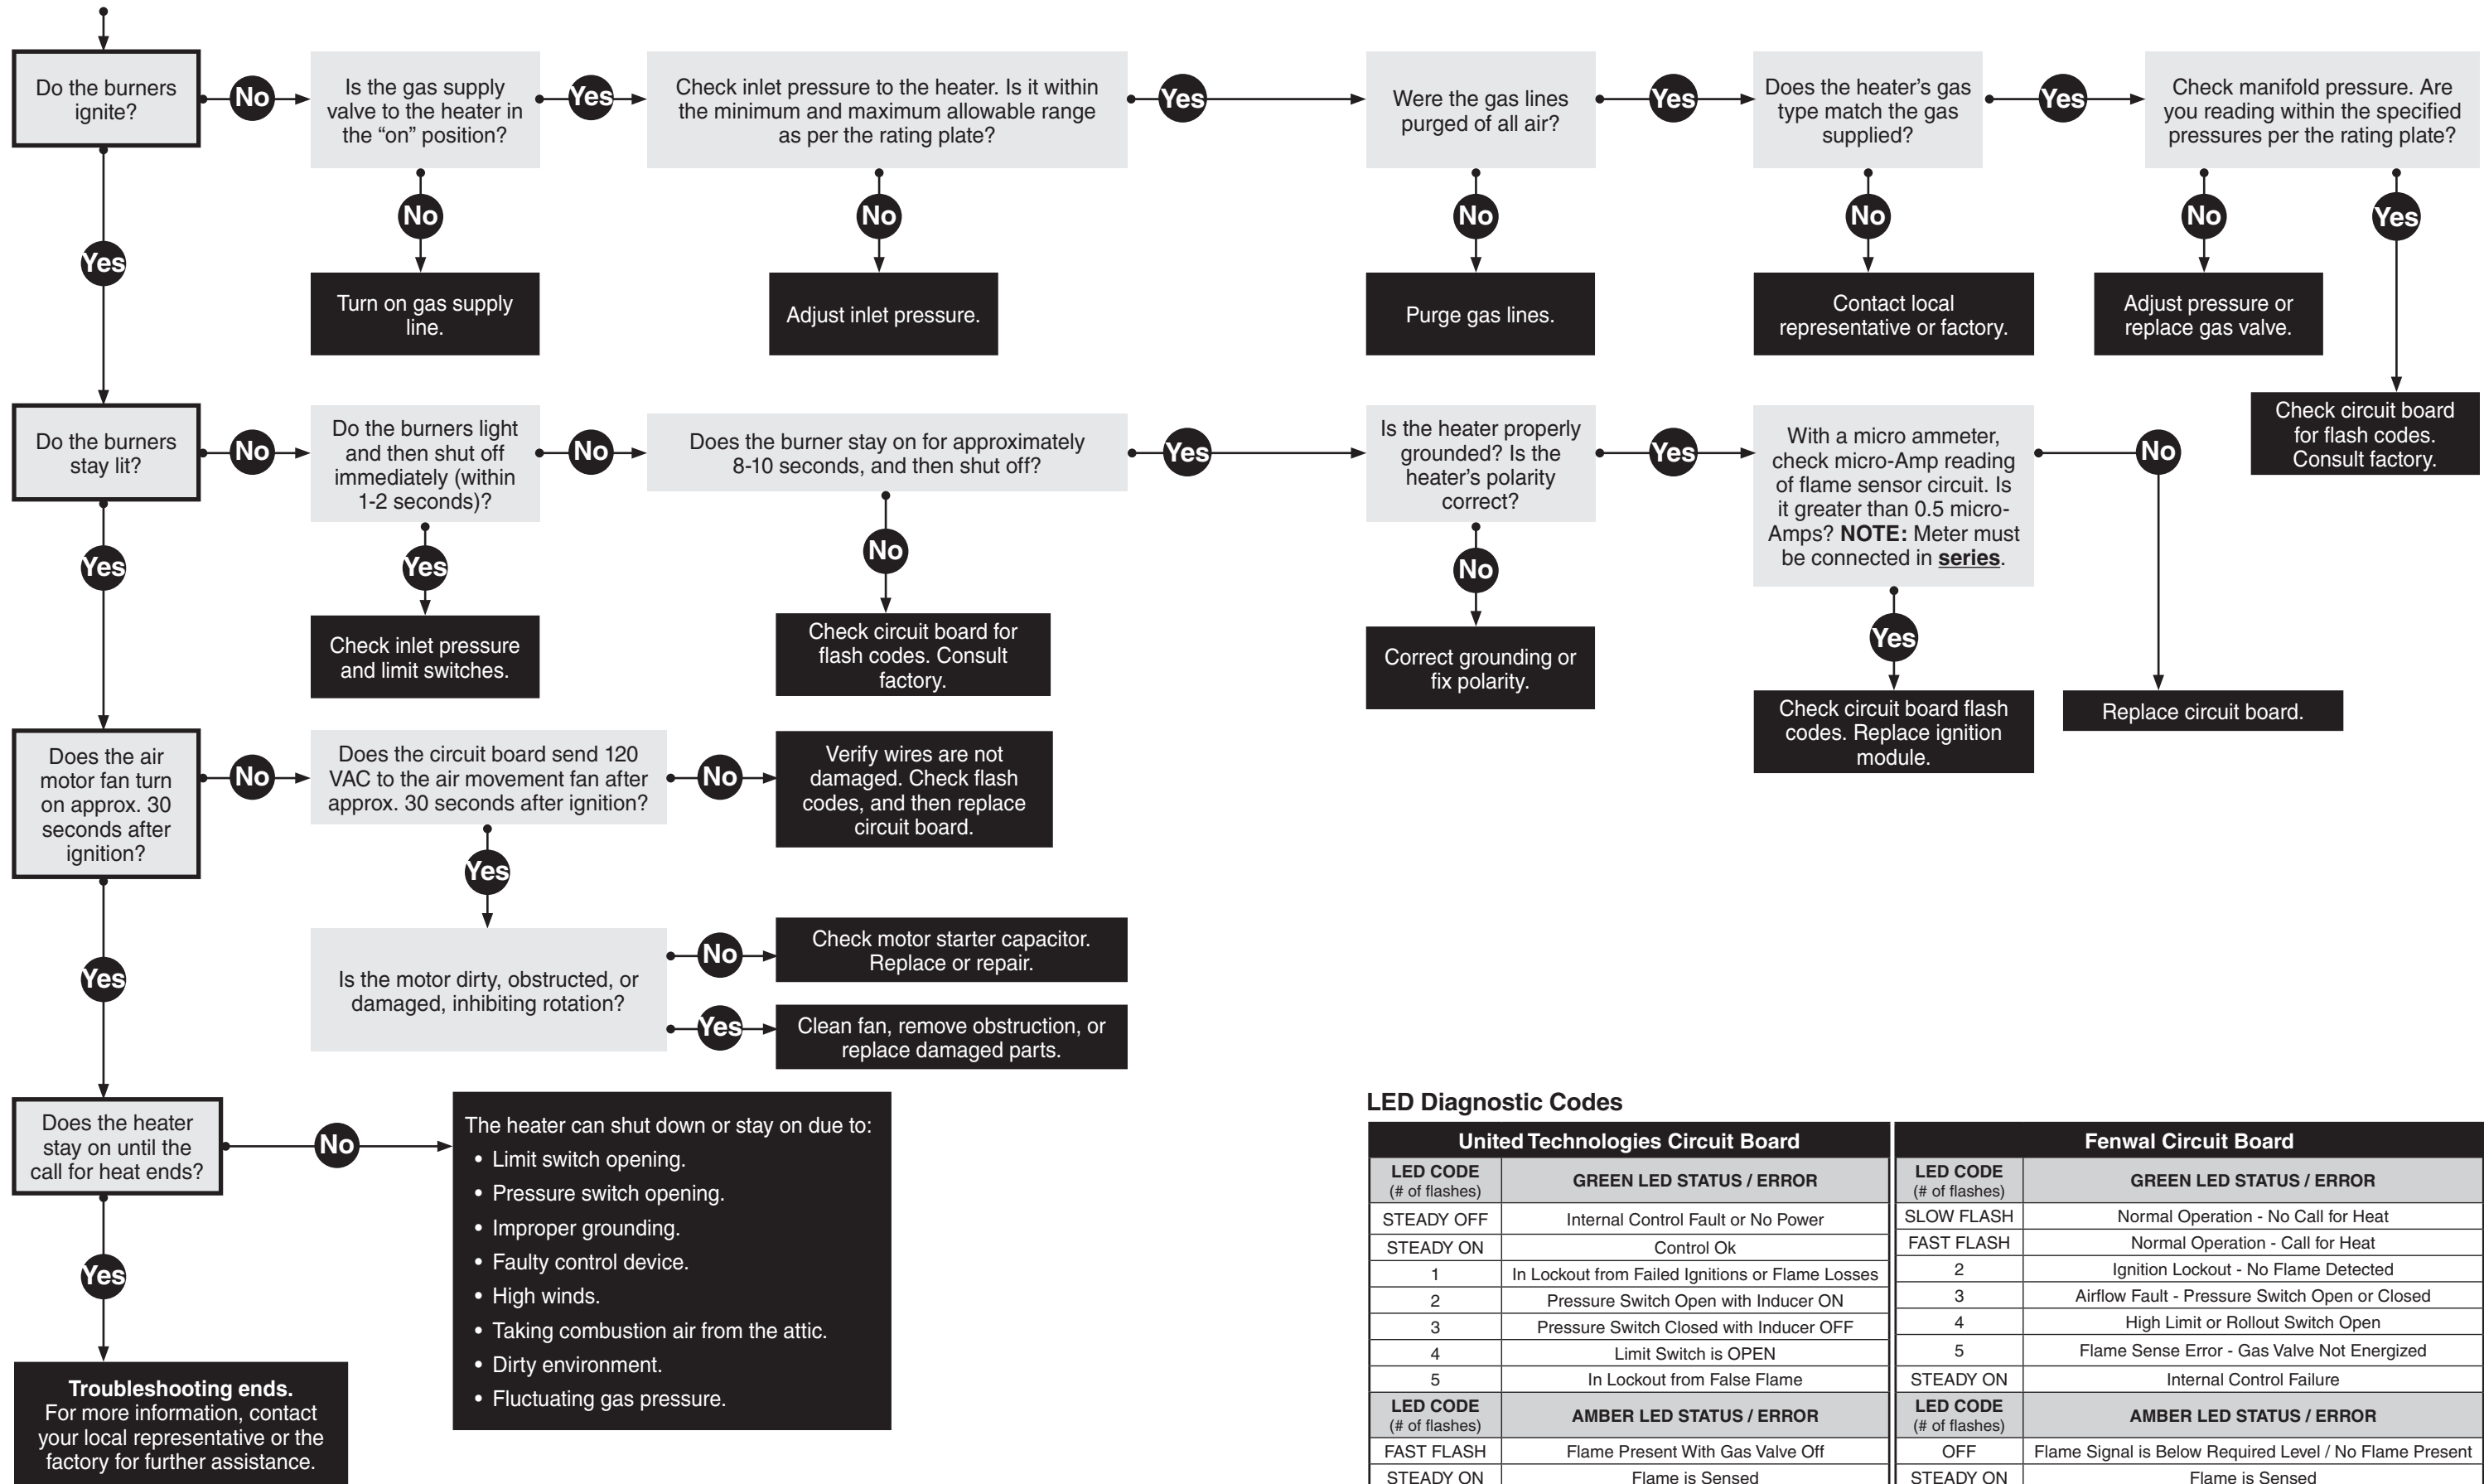 Do the burners
ignite?
No
Is the gas supply
valve to the heater in
the “on” position?
Yes
Check inlet pressure to the heater. Is it within
the minimum and maximum allowable range
as per the rating plate?
Yes
Were the gas lines
purged of all air?
Yes
Does the heater’s gas
type match the gas
supplied?
Yes
Check manifold pressure. Are
you reading within the specified
pressures per the rating plate?
No
No
No
No
No
Yes
Yes
Turn on gas supply
line.
Adjust inlet pressure.
Purge gas lines.
Contact local
representative or factory.
Adjust pressure or
replace gas valve.
Check circuit board
for flash codes.
Consult factory.
Do the burners
stay lit?
No
Do the burners light
and then shut off
immediately (within
1-2 seconds)?
No
Does the burner stay on for approximately
8-10 seconds, and then shut off?
Yes
Is the heater properly
grounded? Is the
heater’s polarity
correct?
Yes
With a micro ammeter,
check micro-Amp reading
of flame sensor circuit. Is
it greater than 0.5 micro-
Amps? NOTE: Meter must
be connected in series.
No
Yes
Yes
No
No
Yes
Check inlet pressure
and limit switches.
Check circuit board for
flash codes. Consult
factory.
Correct grounding or
fix polarity.
Check circuit board flash
codes. Replace ignition
module.
Replace circuit board.
Does the air
motor fan turn
on approx. 30
seconds after
ignition?
No
Does the circuit board send 120
VAC to the air movement fan after
approx. 30 seconds after ignition?
No
Verify wires are not
damaged. Check flash
codes, and then replace
circuit board.
Yes
Yes
Is the motor dirty, obstructed, or
damaged, inhibiting rotation?
No
Check motor starter capacitor.
Replace or repair.
Yes
Clean fan, remove obstruction, or
replace damaged parts.
Does the heater
stay on until the
call for heat ends?
No
The heater can shut down or stay on due to:
• Limit switch opening.
• Pressure switch opening.
• Improper grounding.
• Faulty control device.
• High winds.
• Taking combustion air from the attic.
• Dirty environment.
• Fluctuating gas pressure.
Yes
Troubleshooting ends.
For more information, contact
your local representative or the
factory for further assistance.
LED Diagnostic Codes
United Technologies Circuit Board
LED CODE
(# of flashes)
GREEN LED STATUS / ERROR
STEADY OFF Internal Control Fault or No Power
STEADY ON Control Ok
1 In Lockout from Failed Ignitions or Flame Losses
2 Pressure Switch Open with Inducer ON
3 Pressure Switch Closed with Inducer OFF
4 Limit Switch is OPEN
5 In Lockout from False Flame
LED CODE
(# of flashes)
AMBER LED STATUS / ERROR
FAST FLASH Flame Present With Gas Valve Off
STEADY ON Flame is Sensed
Fenwal Circuit Board
LED CODE
(# of flashes)
GREEN LED STATUS / ERROR
SLOW FLASH Normal Operation - No Call for Heat
FAST FLASH Normal Operation - Call for Heat
2 Ignition Lockout - No Flame Detected
3 Airflow Fault - Pressure Switch Open or Closed
4 High Limit or Rollout Switch Open
5 Flame Sense Error - Gas Valve Not Energized
STEADY ON Internal Control Failure
LED CODE
(# of flashes)
AMBER LED STATUS / ERROR
OFF Flame Signal is Below Required Level / No Flame Present
STEADY ON Flame is Sensed